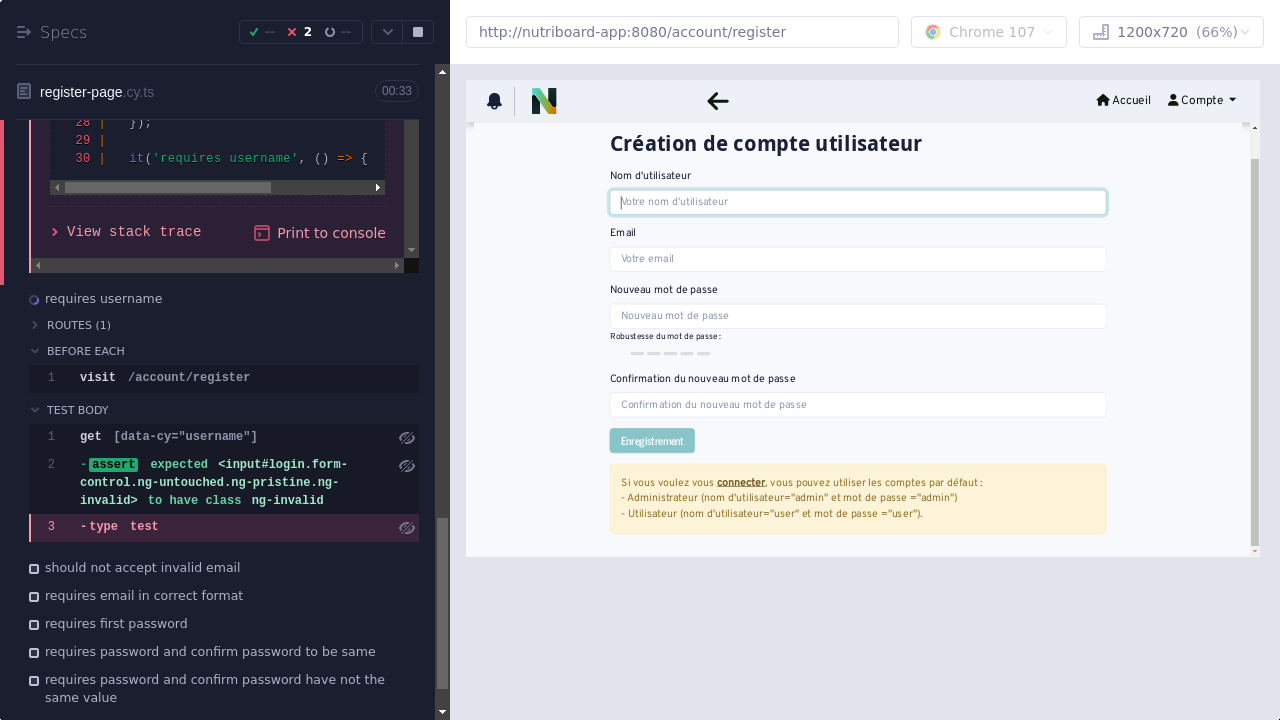 Specs
--
2
--
register-page.cy.ts
00:33
28 | });
29 |
30 | it('requires username', () => {
View stack trace
Print to console
requires username
ROUTES (1)
BEFORE EACH
1 visit /account/register
TEST BODY
1 get [data-cy="username"]
2 -assert expected <input#login.form-
control.ng-untouched.ng-pristine.ng-
invalid> to have class ng-invalid
3 -type test
should not accept invalid email
requires email in correct format
requires first password
requires password and confirm password to be same
requires password and confirm password have not the
same value
http://nutriboard-app:8080/account/register
Chrome 107
1200x720 (66%)
Accueil
Compte
Création de compte utilisateur
Nom d'utilisateur
Votre nom d'utilisateur
Email
Votre email
Nouveau mot de passe
Nouveau mot de passe
Robustesse du mot de passe :
Confirmation du nouveau mot de passe
Confirmation du nouveau mot de passe
Enregistrement
Si vous voulez vous connecter, vous pouvez utiliser les comptes par défaut :
- Administrateur (nom d'utilisateur="admin" et mot de passe ="admin")
- Utilisateur (nom d'utilisateur="user" et mot de passe ="user").